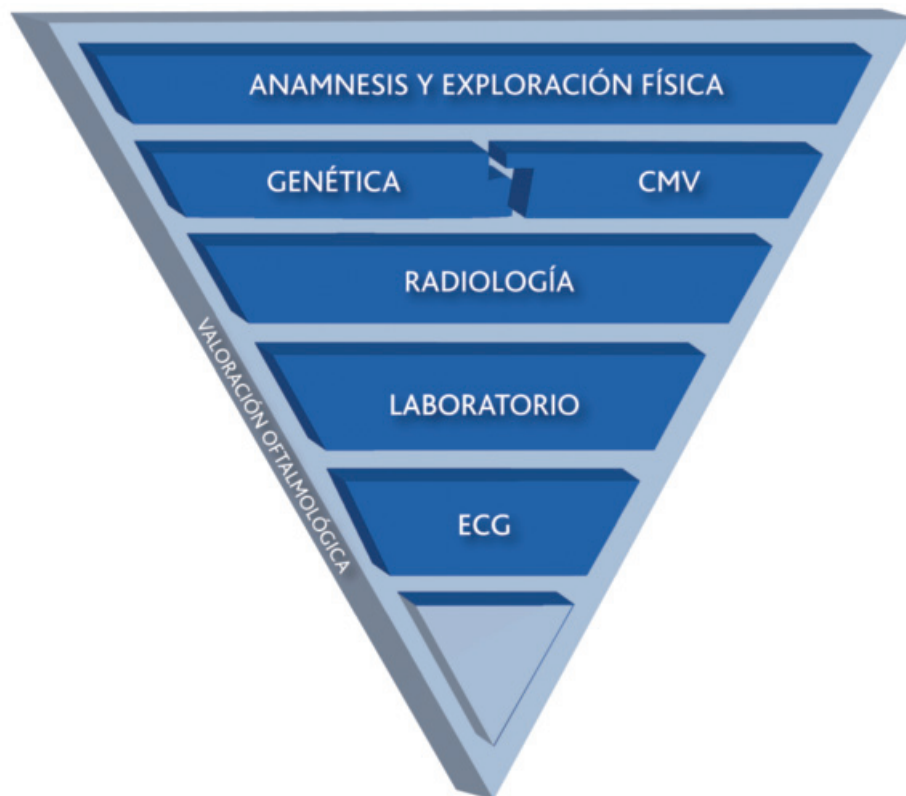 ANAMNESIS Y EXPLORACIÓN FÍSICA
GENÉTICA
CMV
RADIOLOGÍA
LABORATORIO
ECG
VALORACIÓN OFTALMOLÓGICA